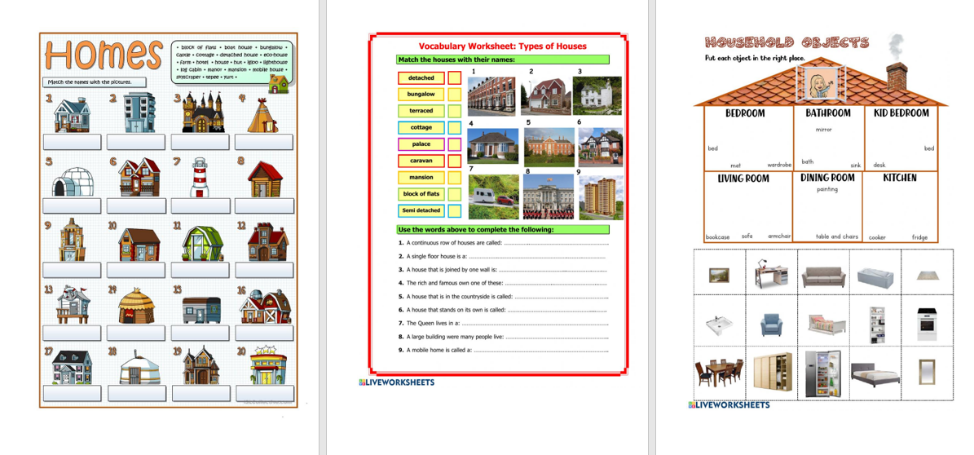 HOMES
• block of flats • boat house • bungalow •
castle • cottage • detached house • eco-house
• farm • hotel • house • hut • igloo • lighthouse
• log cabin • manor • mansion • mobile house •
skyscraper • tepee • yurt •
Match the names with the pictures.
1
2
3
4
5
6
7
8
9
10
11
12
13
14
15
16
17
18
19
20
Vocabulary Worksheet: Types of Houses
Match the houses with their names:
detached
bungalow
terraced
cottage
palace
caravan
mansion
block of flats
Semi detached
1
2
3
4
5
6
7
8
9
Use the words above to complete the following:
1. A continuous row of houses are called:
2. A single floor house is a:
3. A house that is joined by one wall is:
4. The rich and famous own one of these:
5. A house that is in the countryside is called:
6. A house that stands on its own is called:
7. The Queen lives in a:
8. A large building were many people live:
9. A mobile home is called a:
LIVEWORKSHEETS
HOUSEHOLD OBJECTS
Put each object in the right place.
BEDROOM
BATHROOM
KID BEDROOM
mirror
bed
bed
mat
wardrobe
bath
sink
desk
LIVING ROOM
DINING ROOM
KITCHEN
painting
bookcase
sofa
armchair
table and chairs
cooker
fridge
LIVEWORKSHEETS